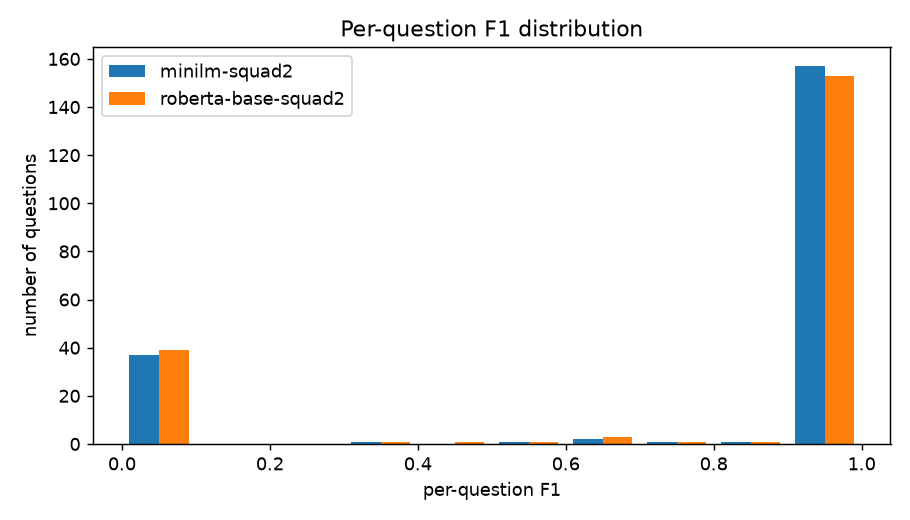 Per-question F1 distribution
minilm-squad2
roberta-base-squad2
number of questions
160
140
120
100
80
60
40
20
0
0.0 0.2 0.4 0.6 0.8 1.0
per-question F1